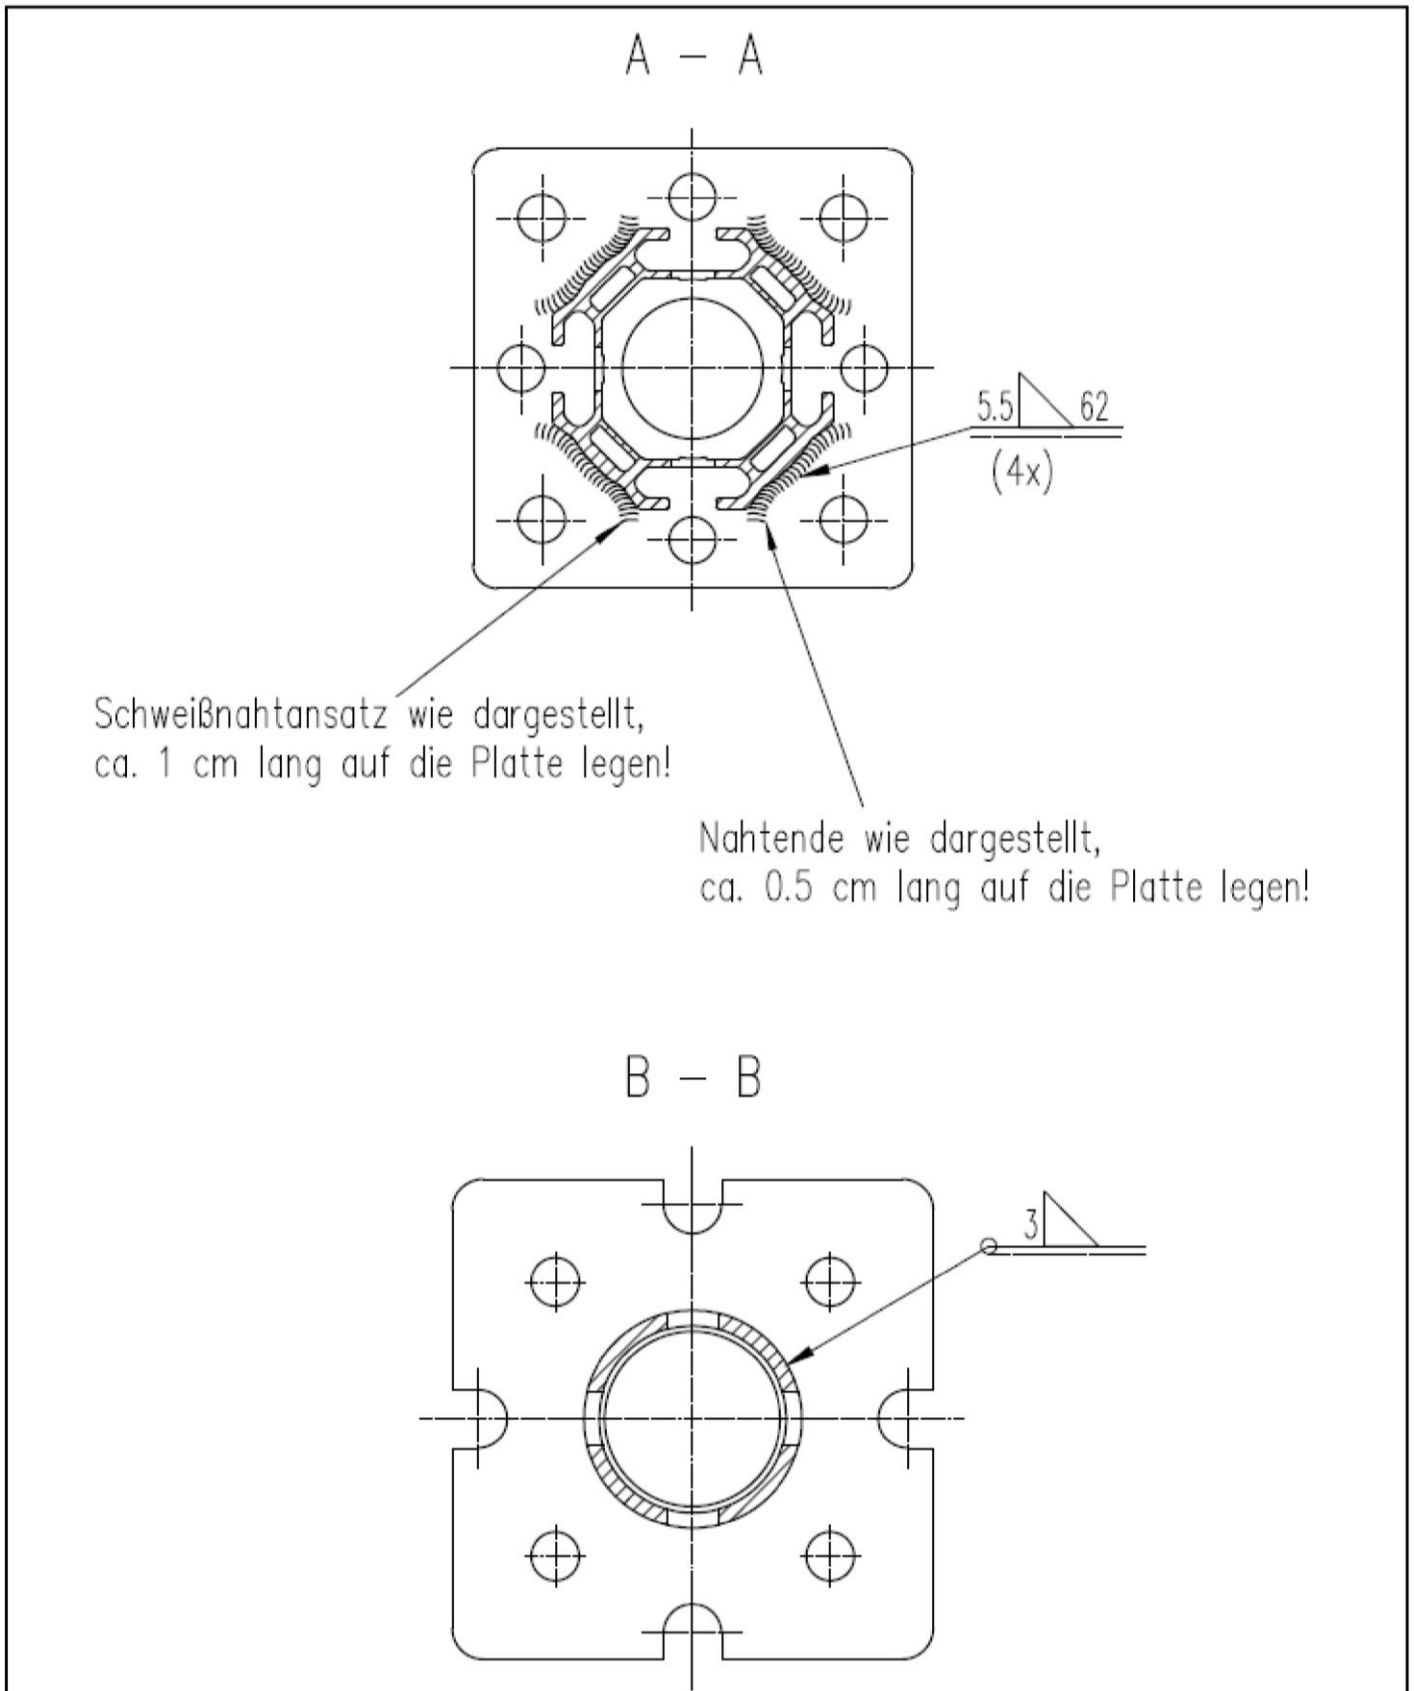 A – A
5.5 62
(4x)
Schweißnahtansatz wie dargestellt,
ca. 1 cm lang auf die Platte legen!
Nahtende wie dargestellt,
ca. 0.5 cm lang auf die Platte legen!
B – B
3